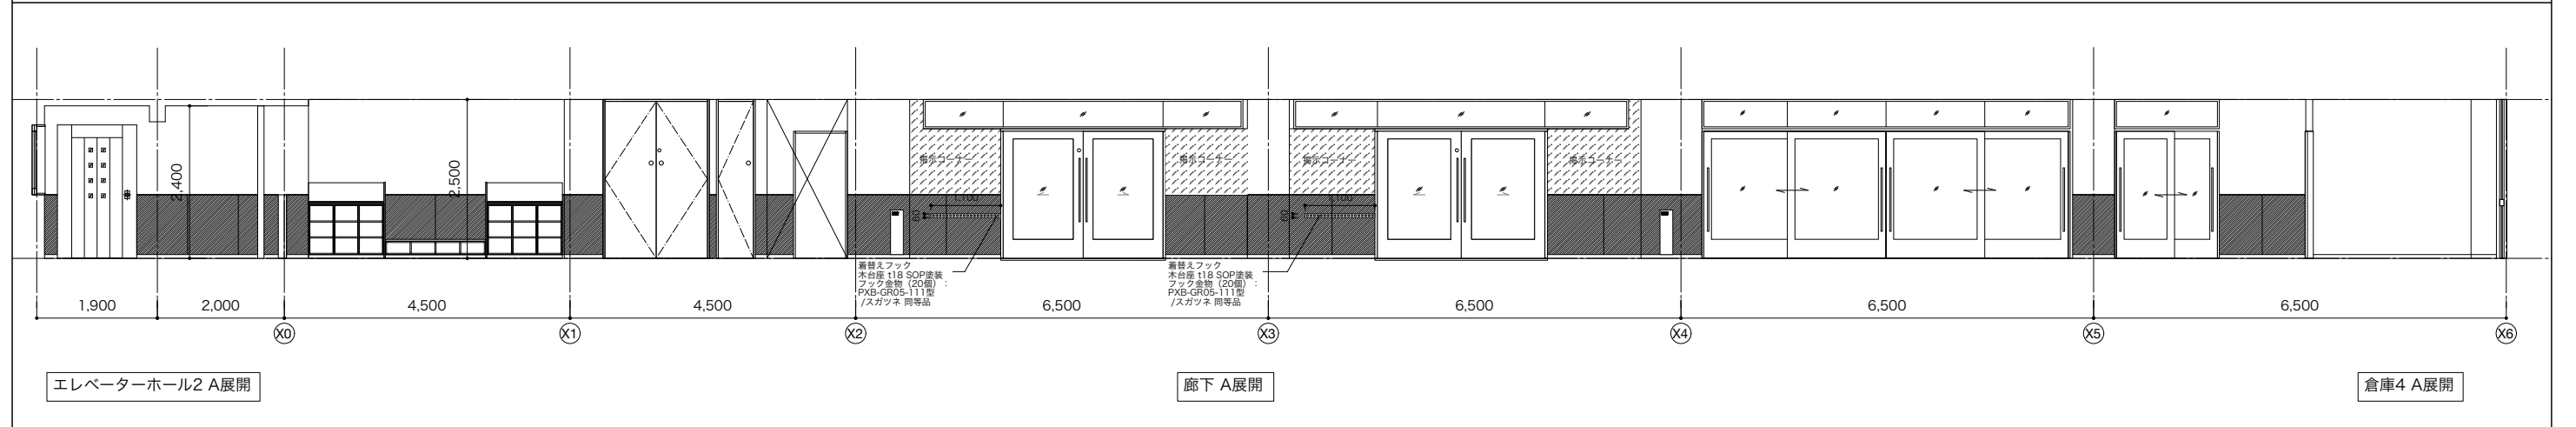 2,400
2,500
掲示コーナー
掲示コーナー
掲示コーナー
掲示コーナー
1,100
60
1,100
60
着替えフック
木台座 t18 SOP塗装
フック金物（20個）：
PXB-GR05-111型
/スガツネ 同等品
着替えフック
木台座 t18 SOP塗装
フック金物（20個）：
PXB-GR05-111型
/スガツネ 同等品
1,900
2,000
4,500
4,500
6,500
6,500
6,500
6,500
X0
X1
X2
X3
X4
X5
X6
エレベーターホール2 A展開
廊下 A展開
倉庫4 A展開